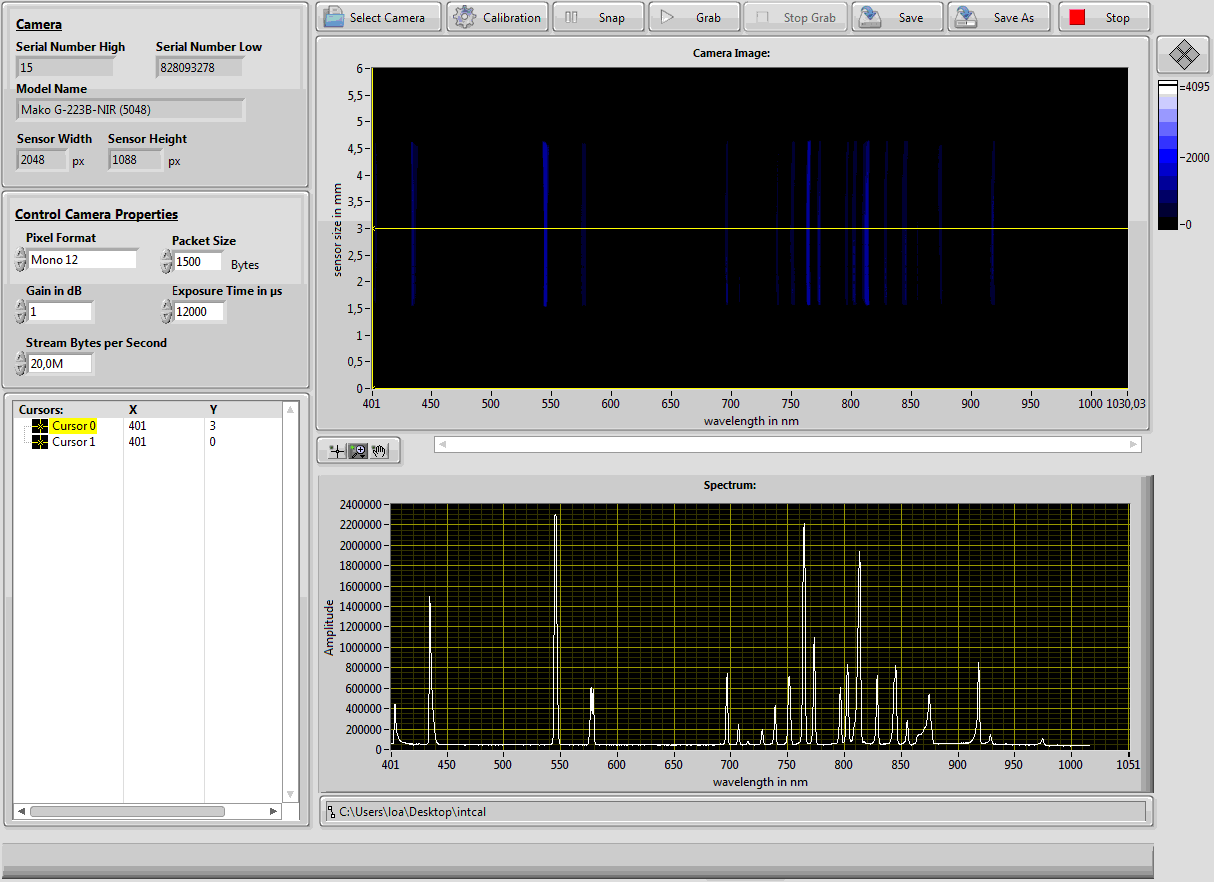 Select Camera
Calibration
Snap
Grab
Stop Grab
Save
Save As
Stop
Camera
Serial Number High Serial Number Low
15 828093278
Model Name
Mako G-223B-NIR (5048)
Sensor Width Sensor Height
2048 px 1088 px
Control Camera Properties
Pixel Format Packet Size
Mono 12 1500 Bytes
Gain in dB Exposure Time in µs
1 12000
Stream Bytes per Second
20,0M
Cursors: X Y
Cursor 0 401 3
Cursor 1 401 0
Camera Image:
sensor size in mm
6
5,5
5
4,5
4
3,5
3
2,5
2
1,5
1
0,5
0
401 450 500 550 600 650 700 750 800 850 900 950 1000 1030,03
wavelength in nm
4095
2000
0
Spectrum:
Amplitude
2400000
2200000
2000000
1800000
1600000
1400000
1200000
1000000
800000
600000
400000
200000
0
401 450 500 550 600 650 700 750 800 850 900 950 1000 1051
wavelength in nm
C:\Users\loa\Desktop\intcal